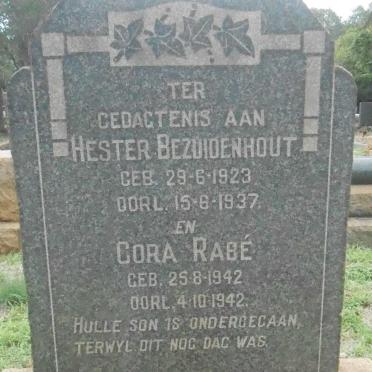 TER
GEDAGTENIS AAN
HESTER BEZUIDENHOUT
GEB. 29-6-1923
OORL. 15-6-1937
EN
CORA RABÉ
GEB. 25-8-1942
OORL. 4-10-1942.
HULLE SON IS ONDERGEGAAN,
TERWYL DIT NOG DAG WAS.